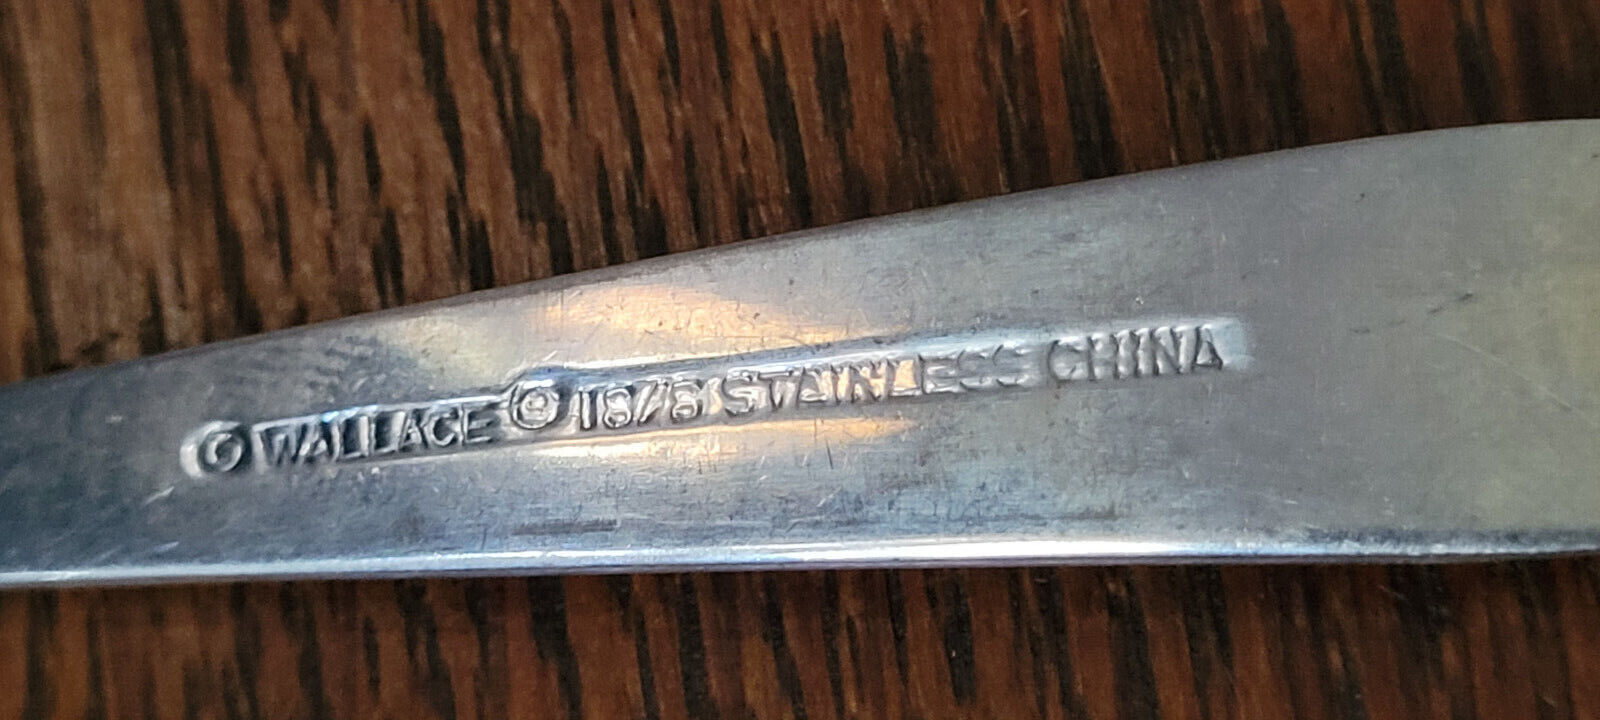 © WALLACE ® 18/8 STAINLESS CHINA